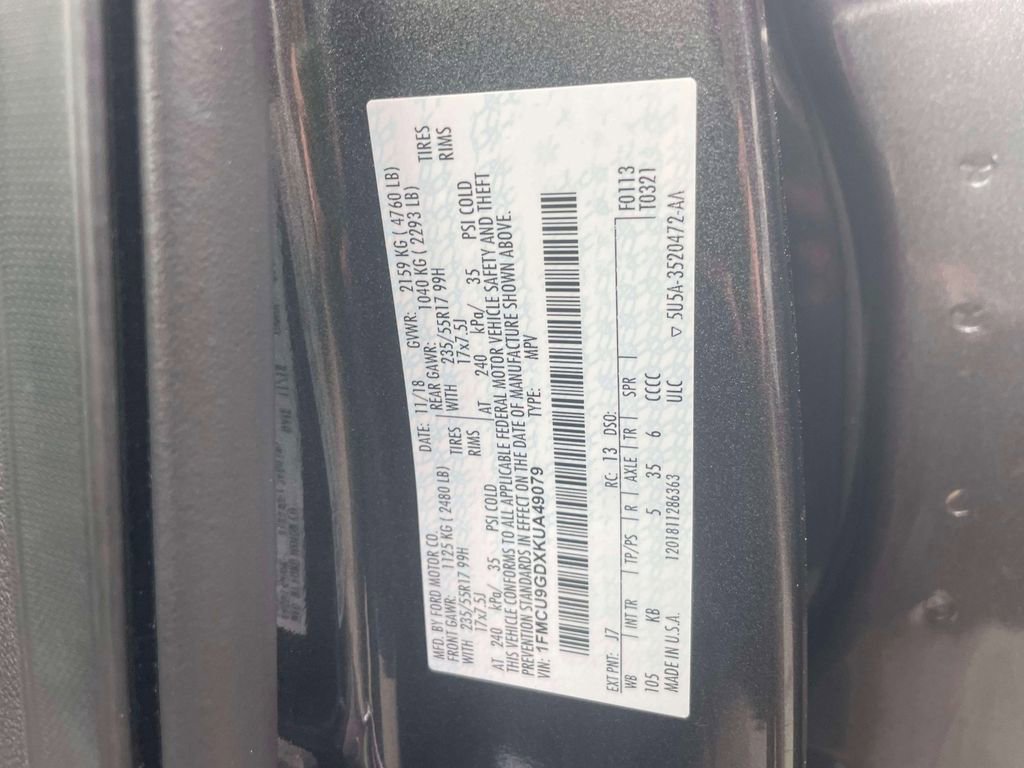 MFD. BY FORD MOTOR CO. DATE: 11/18 GVWR: 2159 KG ( 4760 LB)
FRONT GAWR: 1125 KG ( 2480 LB) REAR GAWR: 1040 KG ( 2293 LB)
WITH 235/55R17 99H TIRES WITH 235/55R17 99H TIRES
17x7.5J RIMS 17x7.5J RIMS
AT 240 kPa/ 35 PSI COLD AT 240 kPa/ 35 PSI COLD
THIS VEHICLE CONFORMS TO ALL APPLICABLE FEDERAL MOTOR VEHICLE SAFETY AND THEFT
PREVENTION STANDARDS IN EFFECT ON THE DATE OF MANUFACTURE SHOWN ABOVE.
VIN: 1FMCU9GDXKUA49079 TYPE: MPV
EXT PNT: J7 RC: 13 DSO: F0113
WB INT TR TP/PS R AXLE TR SPR T0321
105 KB 5 35 6 CCCC
MADE IN U.S.A. 1201811286363 ULC ▽ 5U5A-3520472-AA